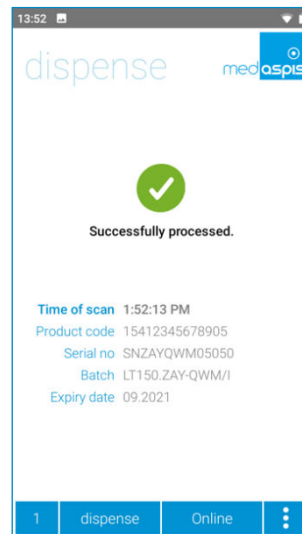 13:52
dispense
medaspis
Successfully processed.
Time of scan 1:52:13 PM
Product code 15412345678905
Serial no SNZAYQWM05050
Batch LT150.ZAY-QWM/I
Expiry date 09.2021
1 dispense Online